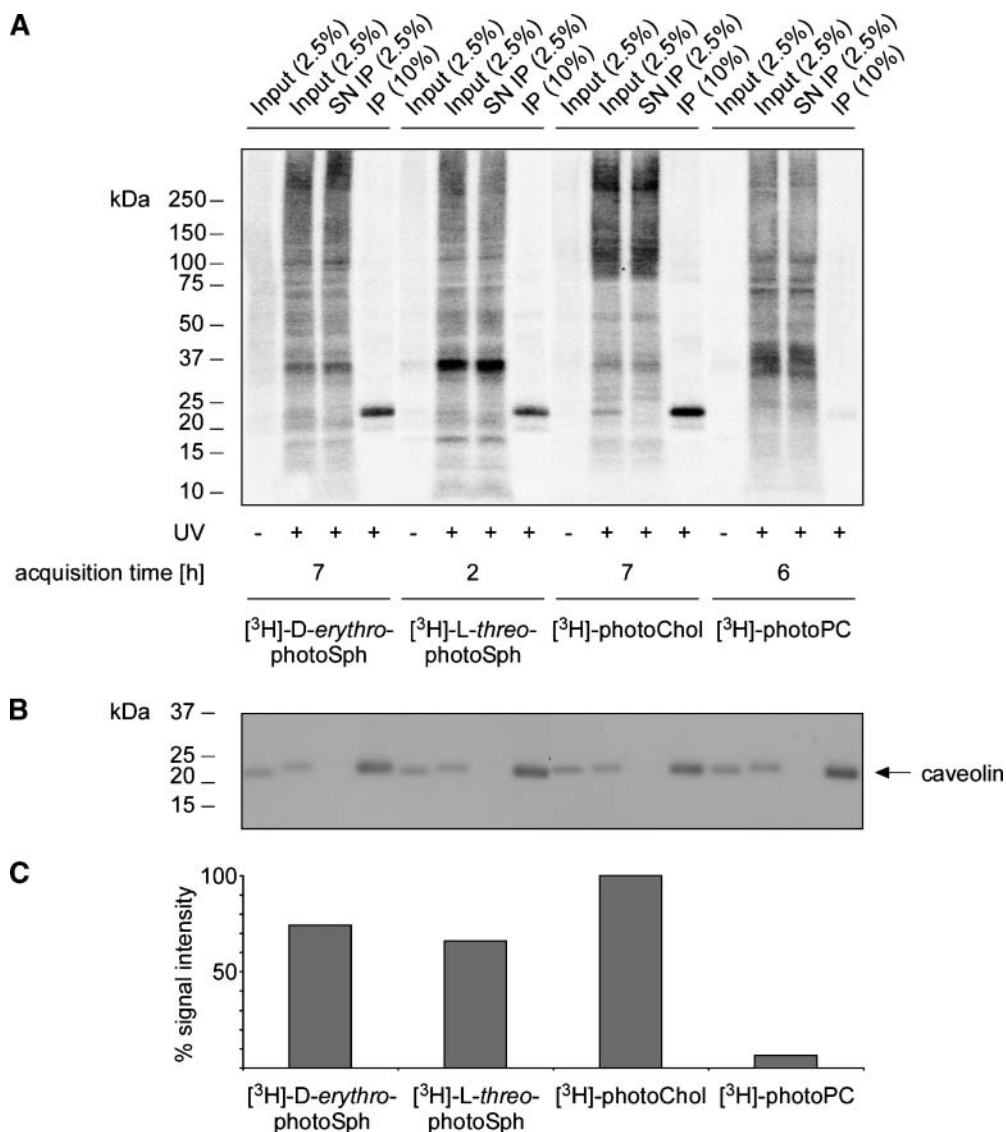 A
Input (2.5%) Input (2.5%) SN IP (2.5%) IP (10%) Input (2.5%) Input (2.5%) SN IP (2.5%) IP (10%) Input (2.5%) Input (2.5%) SN IP (2.5%) IP (10%) Input (2.5%) Input (2.5%) SN IP (2.5%) IP (10%)
kDa
250
150
100
75
50
37
25
20
15
10
UV - + + + - + + + - + + + - + + +
acquisition time [h] 7 2 7 6
[³H]-D-erythro- [³H]-L-threo- [³H]-photoChol [³H]-photoPC
photoSph photoSph
B
kDa 37
25
20
15
caveolin
C
% signal intensity
100
50
[³H]-D-erythro- [³H]-L-threo- [³H]-photoChol [³H]-photoPC
photoSph photoSph